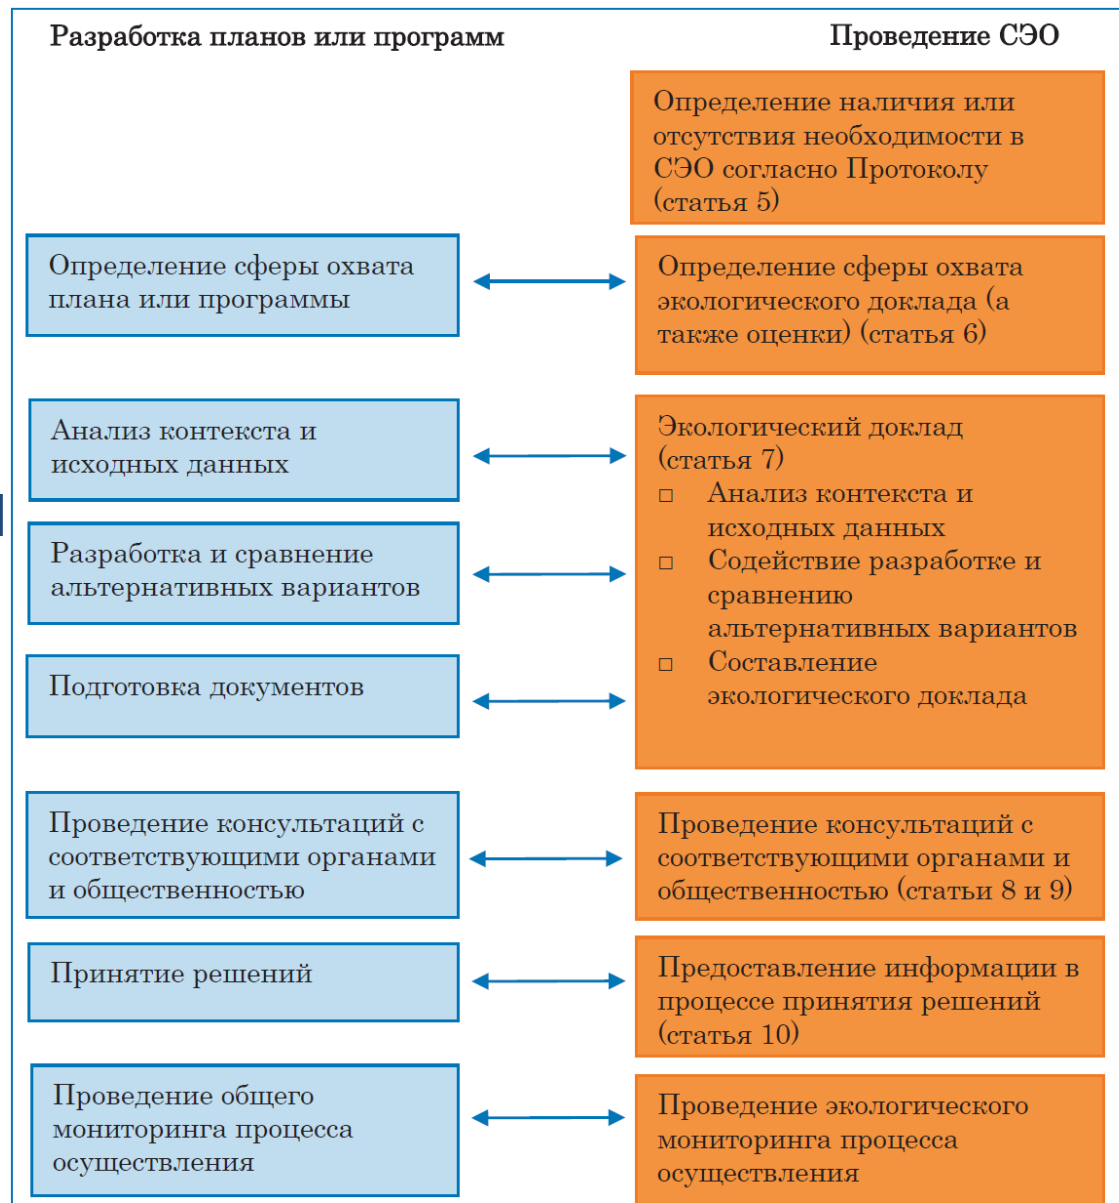 Разработка планов или программ
Проведение СЭО
Определение наличия или
отсутствия необходимости в
СЭО согласно Протоколу
(статья 5)
Определение сферы охвата
плана или программы
Определение сферы охвата
экологического доклада (а
также оценки) (статья 6)
Анализ контекста и
исходных данных
Разработка и сравнение
альтернативных вариантов
Подготовка документов
Экологический доклад
(статья 7)
□ Анализ контекста и
исходных данных
□ Содействие разработке и
сравнению
альтернативных вариантов
□ Составление
экологического доклада
Проведение консультаций с
соответствующими органами
и общественностью
Проведение консультаций с
соответствующими органами и
общественностью (статьи 8 и 9)
Принятие решений
Предоставление информации в
процессе принятия решений
(статья 10)
Проведение общего
мониторинга процесса
осуществления
Проведение экологического
мониторинга процесса
осуществления